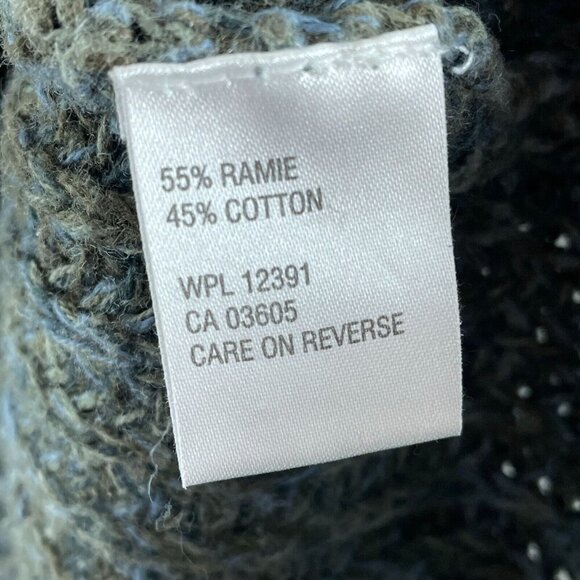 55% RAMIE
45% COTTON
WPL 12391
CA 03605
CARE ON REVERSE